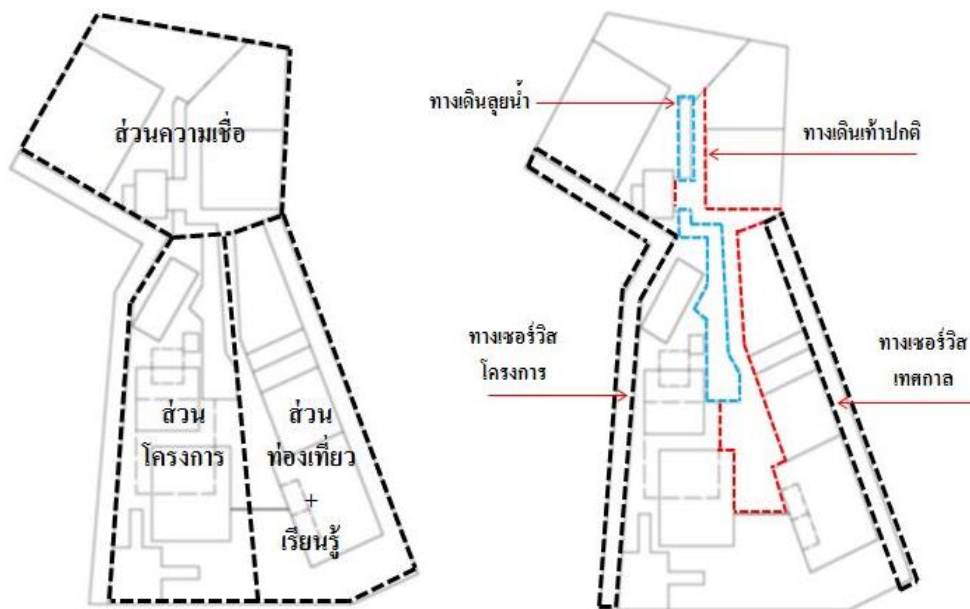 ส่วนความเชื่อ
ส่วน
โครงการ
ส่วน
ท่องเที่ยว
+
เรียนรู้
ทางเดินลุยน้ำ
ทางเดินเท้าปกติ
ทางเซอร์วิส
โครงการ
ทางเซอร์วิส
เทศกาล